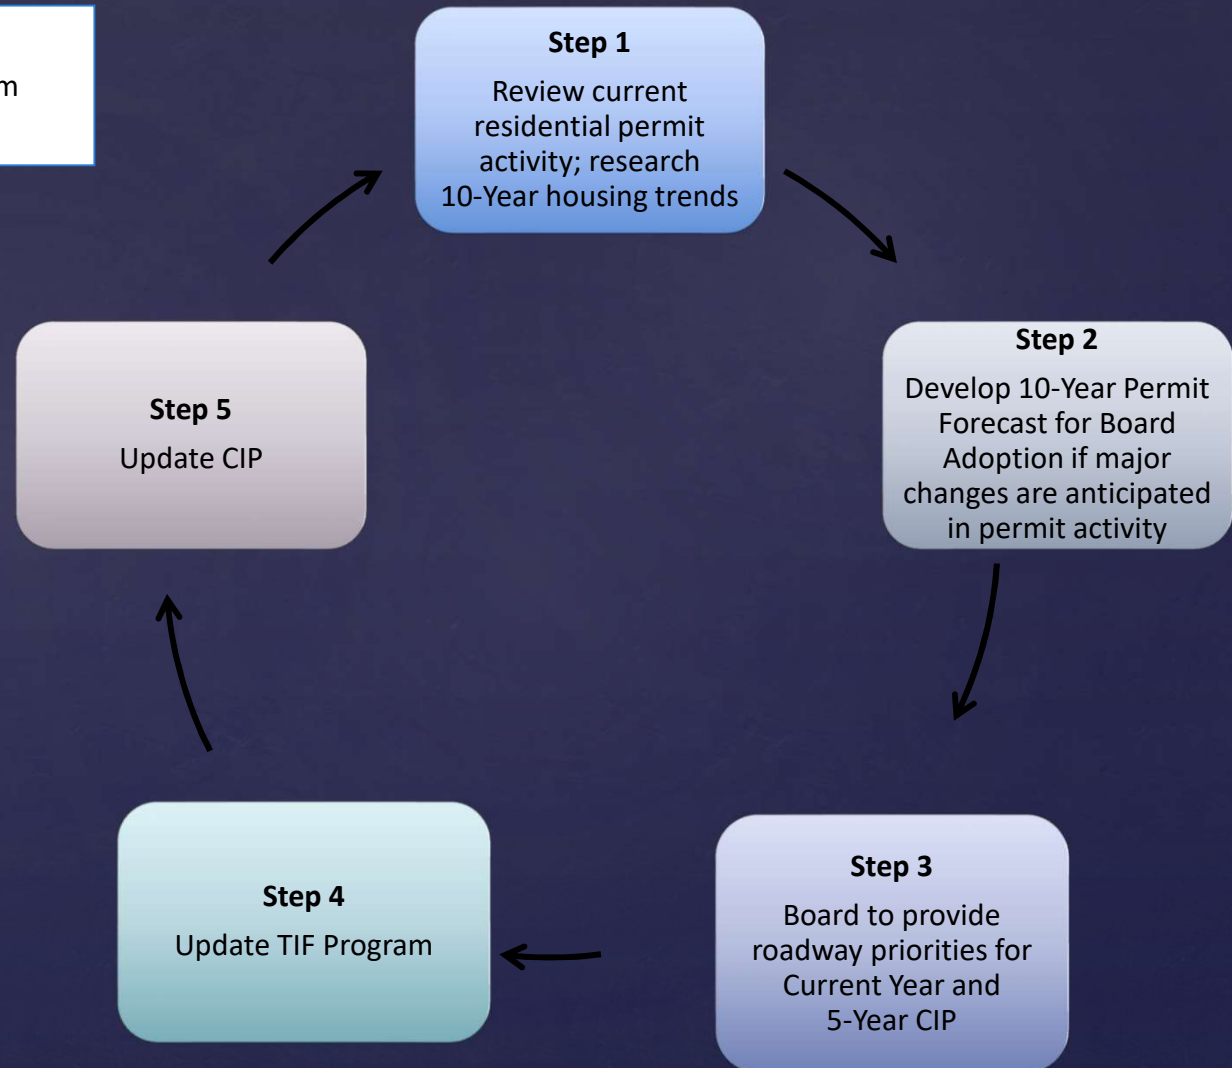 Step 1
Review current
residential permit
activity; research
10-Year housing trends
Step 2
Develop 10-Year Permit
Forecast for Board
Adoption if major
changes are anticipated
in permit activity
Step 3
Board to provide
roadway priorities for
Current Year and
5-Year CIP
Step 4
Update TIF Program
Step 5
Update CIP